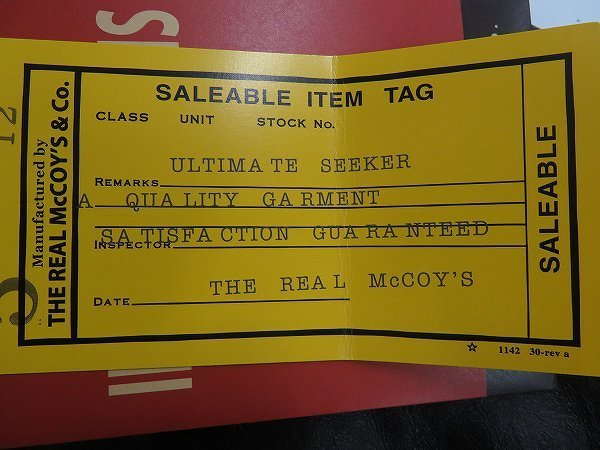 SALEABLE ITEM TAG
CLASS UNIT STOCK No.
ULTIMATE SEEKER
REMARKS
A QUALITY GARMENT
SATISFACTION GUARANTEED
INSPECTOR
THE REAL McCOY'S
DATE
Manufactured by
THE REAL McCOY'S & Co.
SALEABLE
☆ 1142 30-rev a
12